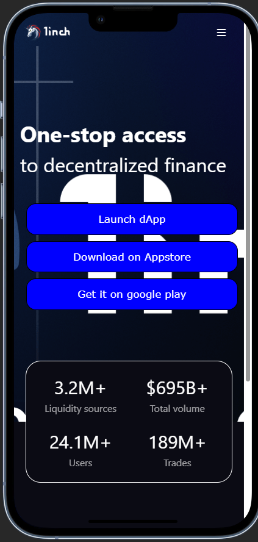 1inch
One-stop access
to decentralized finance
Launch dApp
Download on Appstore
Get it on google play
3.2M+ $695B+
Liquidity sources Total volume
24.1M+ 189M+
Users Trades